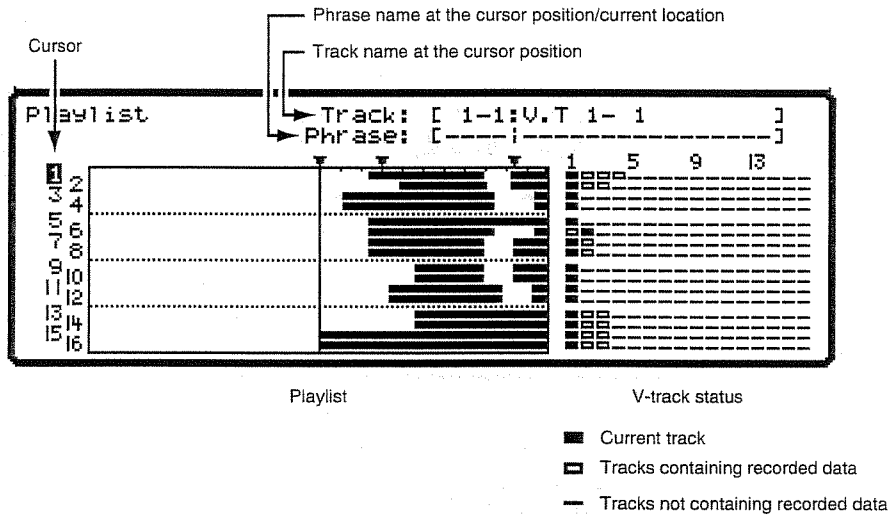 Phrase name at the cursor position/current location
Cursor
Track name at the cursor position
Playlist
Track: [ 1-1:V.T 1- 1 ]
Phrase: [-----¦------------------]
1 5 9 13
1
2
3
4
5
6
7
8
9
10
11
12
13
14
15
16
Playlist
V-track status
Current track
Tracks containing recorded data
Tracks not containing recorded data